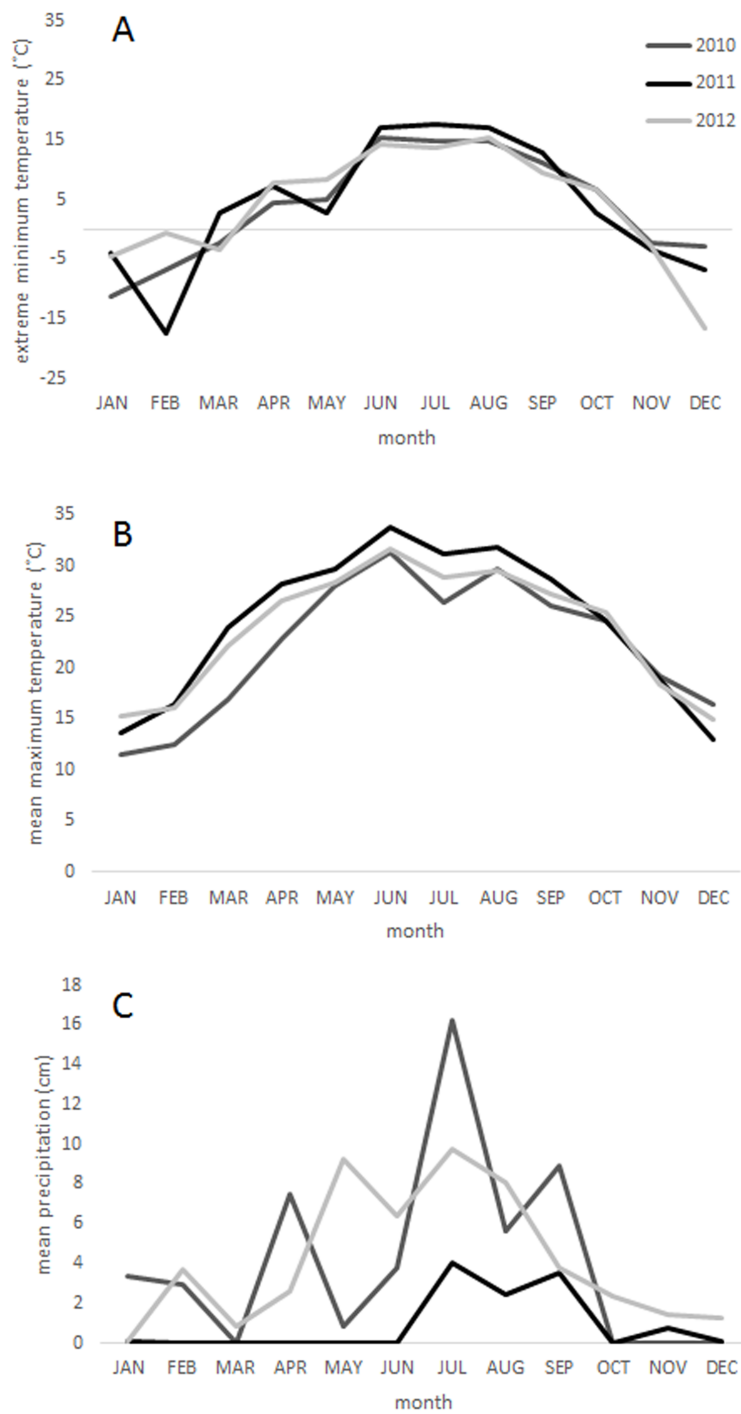 A
2010
2011
2012
extreme minimum temperature (˚C)
35
25
15
5
-5
-15
-25
JAN FEB MAR APR MAY JUN JUL AUG SEP OCT NOV DEC
month
B
mean maximum temperature (˚C)
35
30
25
20
15
10
5
0
JAN FEB MAR APR MAY JUN JUL AUG SEP OCT NOV DEC
month
C
mean precipitation (cm)
18
16
14
12
10
8
6
4
2
0
JAN FEB MAR APR MAY JUN JUL AUG SEP OCT NOV DEC
month